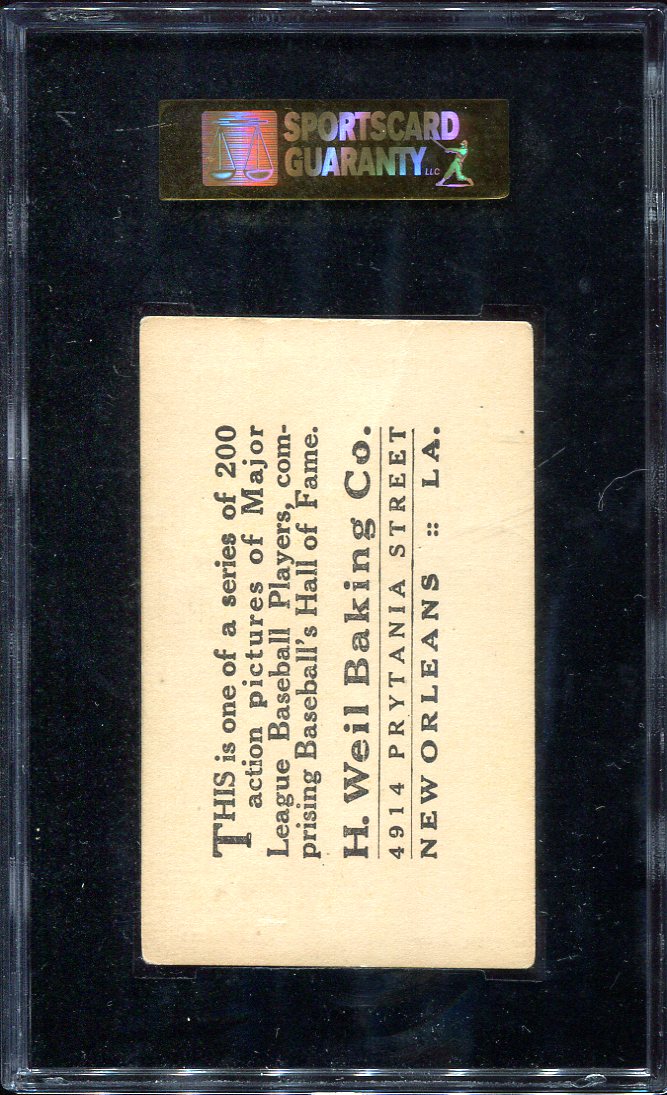 SPORTSCARD
GUARANTY LLC
THIS is one of a series of 200
action pictures of Major
League Baseball Players, com-
prising Baseball's Hall of Fame.
H. Weil Baking Co.
4914 PRYTANIA STREET
NEW ORLEANS :: LA.